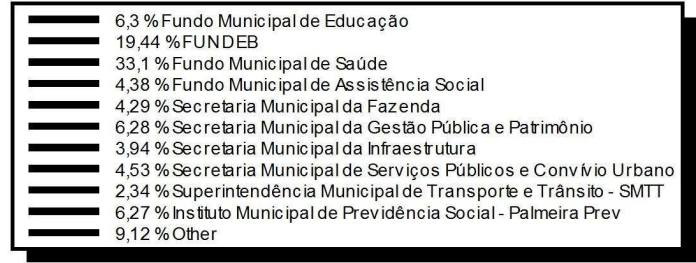 6,3 % Fundo Municipal de Educação
19,44 % FUNDEB
33,1 % Fundo Municipal de Saúde
4,38 % Fundo Municipal de Assistência Social
4,29 % Secretaria Municipal da Fazenda
6,28 % Secretaria Municipal da Gestão Pública e Patrimônio
3,94 % Secretaria Municipal da Infraestrutura
4,53 % Secretaria Municipal de Serviços Públicos e Convívio Urbano
2,34 % Superintendência Municipal de Transporte e Trânsito - SMTT
6,27 % Instituto Municipal de Previdência Social - Palmeira Prev
9,12 % Other